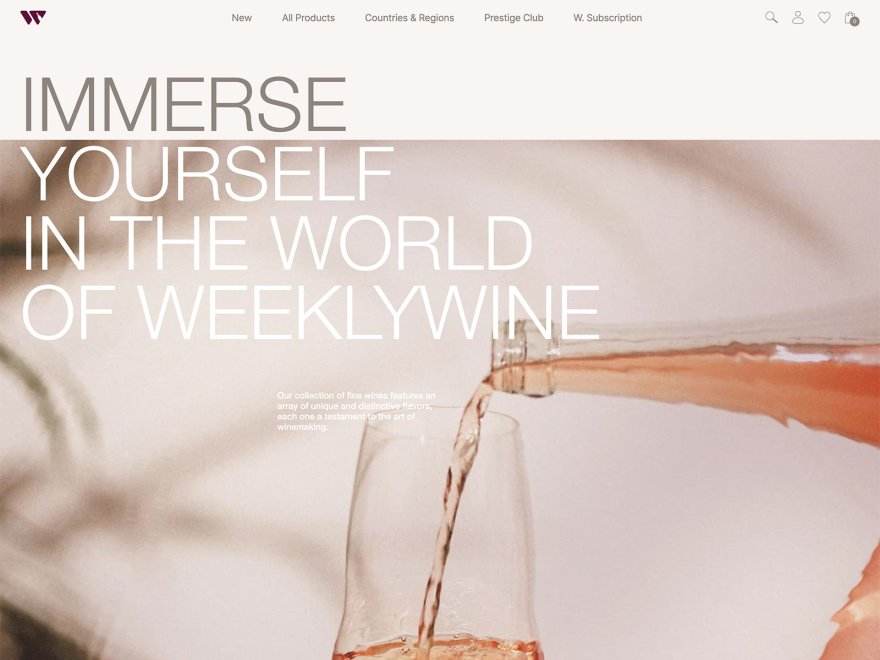 New
All Products
Countries & Regions
Prestige Club
W. Subscription
0
IMMERSE
YOURSELF
IN THE WORLD
OF WEEKLYWINE
Our collection of fine wines features an
array of unique and distinctive flavors,
each one a testament to the art of
winemaking.